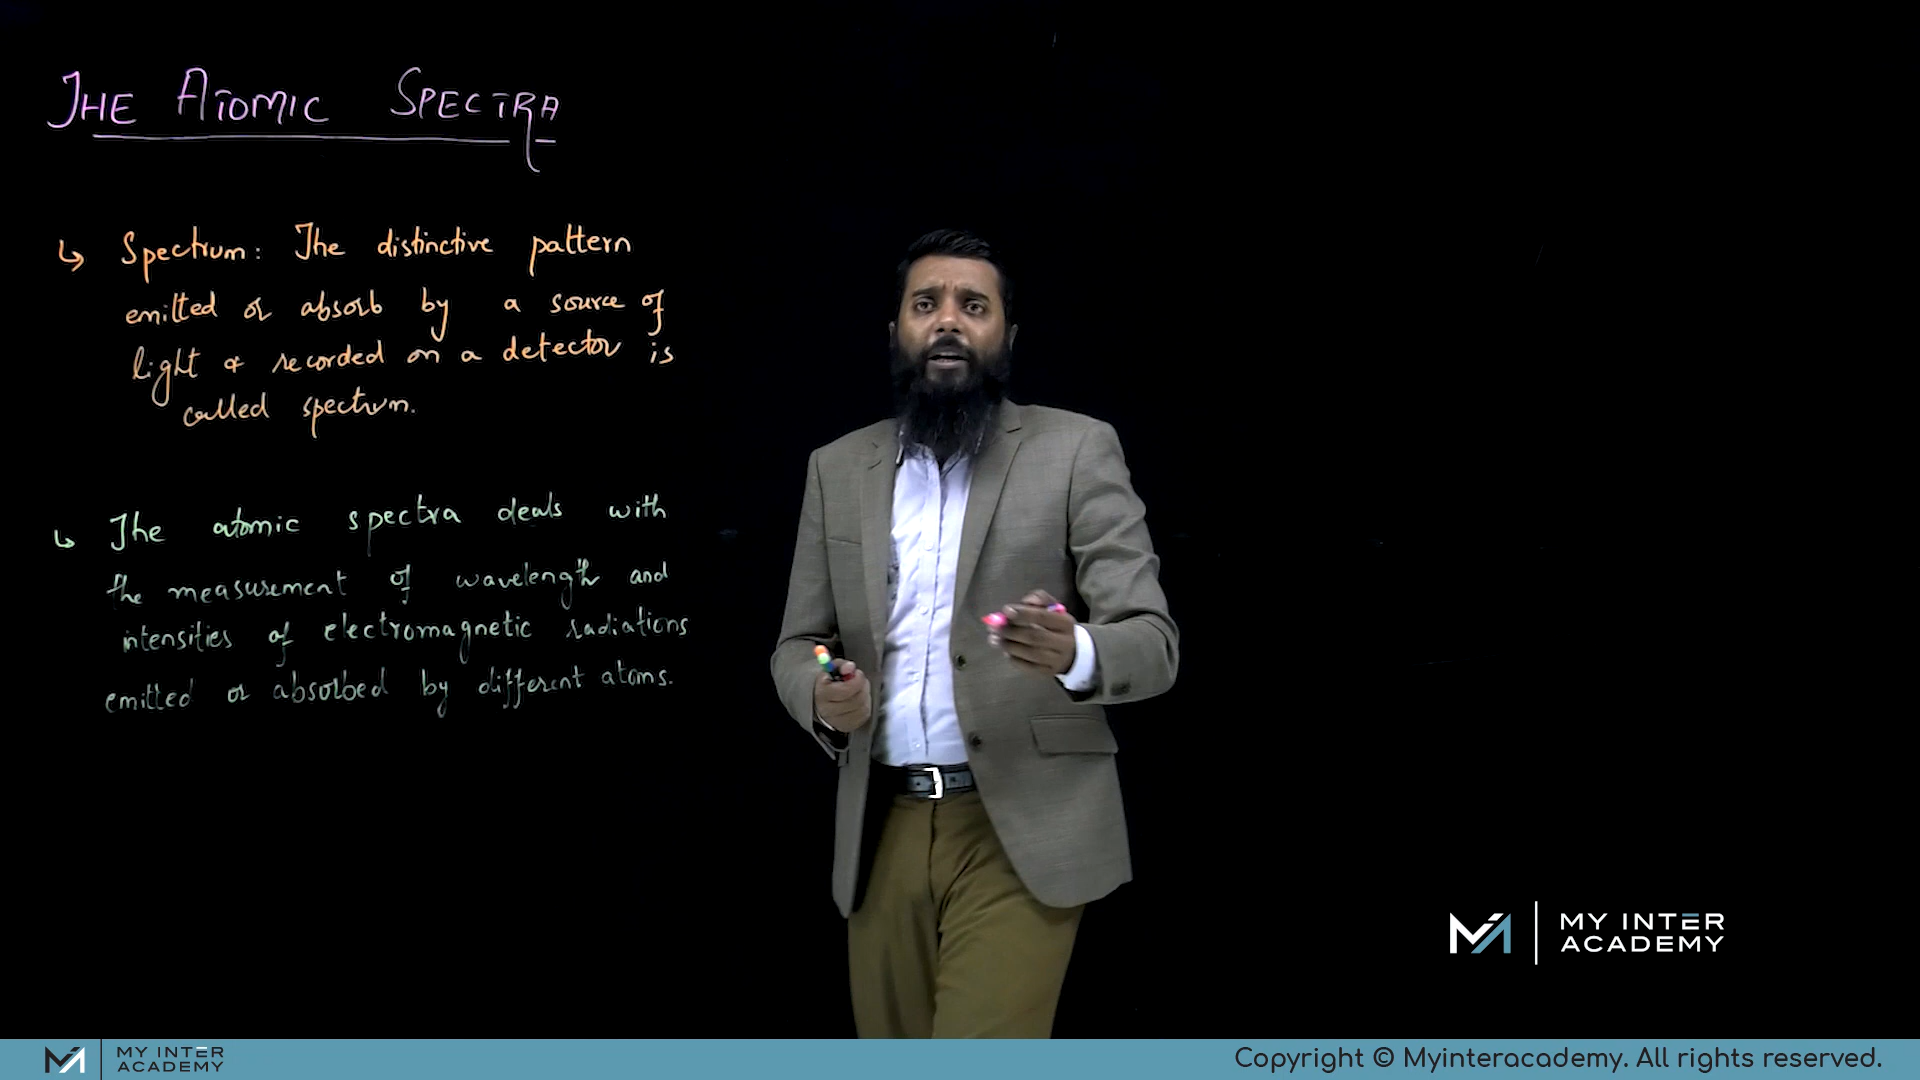 THE ATOMIC SPECTRA
↳ Spectrum: The distinctive pattern
emitted or absorb by a source of
light & recorded on a detector is
called spectrum.
↳ The atomic spectra deals with
the measurement of wavelength and
intensities of electromagnetic radiations
emitted or absorbed by different atoms.
MY INTER
ACADEMY
MY INTER
ACADEMY
Copyright © Myinteracademy. All rights reserved.